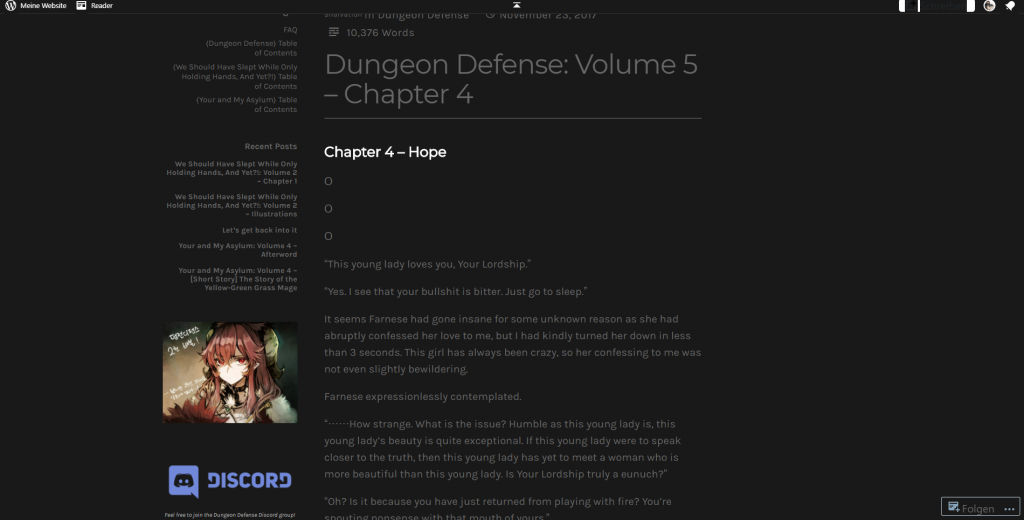 Meine Website
Reader
FAQ
(Dungeon Defense) Table
of Contents
(We Should Have Slept While Only
Holding Hands, And Yet?!) Table
of Contents
(Your and My Asylum) Table
of Contents
Recent Posts
We Should Have Slept While Only
Holding Hands, And Yet?!: Volume 2
– Chapter 1
We Should Have Slept While Only
Holding Hands, And Yet?!: Volume 2
– Illustrations
Let's get back into it
Your and My Asylum: Volume 4 –
Afterword
Your and My Asylum: Volume 4 –
[Short Story] The Story of the
Yellow-Green Grass Mage
DISCORD
Feel free to join the Dungeon Defense Discord group!
Starvation in Dungeon Defense November 23, 2017
10,376 Words
Dungeon Defense: Volume 5
– Chapter 4
Chapter 4 – Hope
O
O
O
"This young lady loves you, Your Lordship."
"Yes. I see that your bullshit is bitter. Just go to sleep."
It seems Farnese had gone insane for some unknown reason as she had
abruptly confessed her love to me, but I had kindly turned her down in less
than 3 seconds. This girl has always been crazy, so her confessing to me was
not even slightly bewildering.
Farnese expressionlessly contemplated.
"⋯⋯How strange. What is the issue? Humble as this young lady is, this
young lady's beauty is quite exceptional. If this young lady were to speak
closer to the truth, then this young lady has yet to meet a woman who is
more beautiful than this young lady. Is Your Lordship truly a eunuch?"
"Oh? Is it because you have just returned from playing with fire? You're
spouting nonsense with that mouth of yours."
Folgen